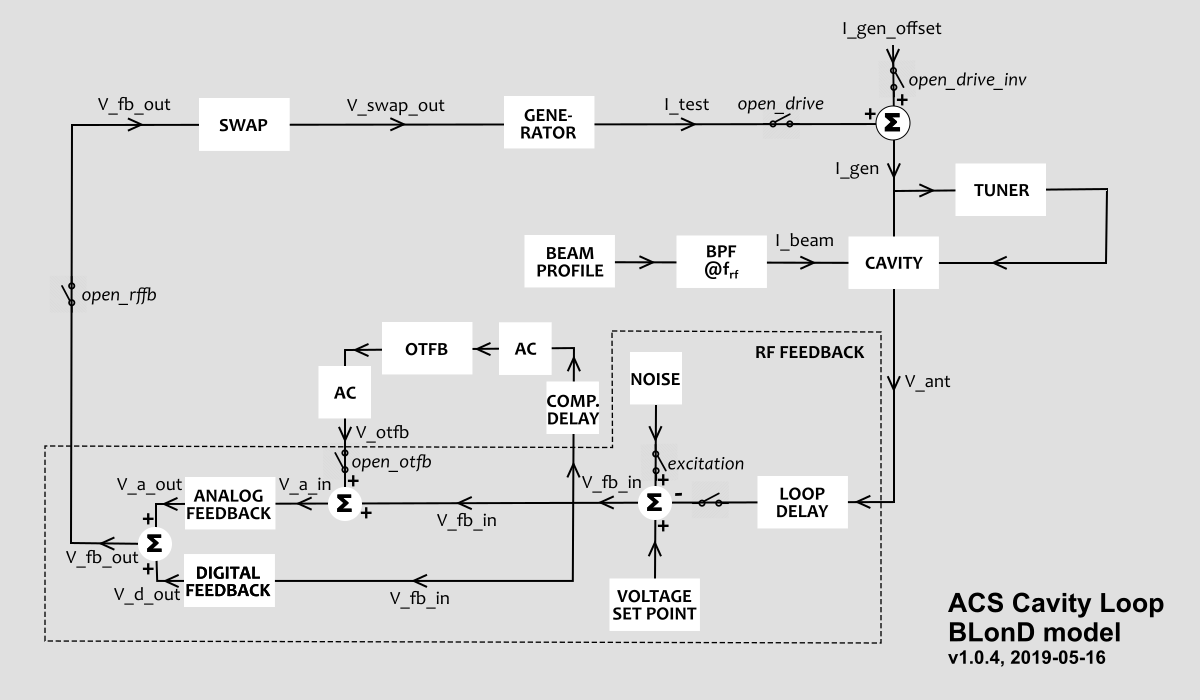 I_gen_offset
open_drive_inv
V_fb_out
SWAP
V_swap_out
GENE-
RATOR
I_test
open_drive
+
+
Σ
I_gen
TUNER
BEAM
PROFILE
BPF
@frf
I_beam
CAVITY
open_rffb
OTFB
AC
RF FEEDBACK
AC
COMP.
DELAY
NOISE
V_ant
V_otfb
open_otfb
excitation
V_a_out
ANALOG
FEEDBACK
V_a_in
+
Σ
+
V_fb_in
V_fb_in
+
-
Σ
+
LOOP
DELAY
+
Σ
+
V_fb_out
V_d_out
DIGITAL
FEEDBACK
V_fb_in
VOLTAGE
SET POINT
ACS Cavity Loop
BLonD model
v1.0.4, 2019-05-16